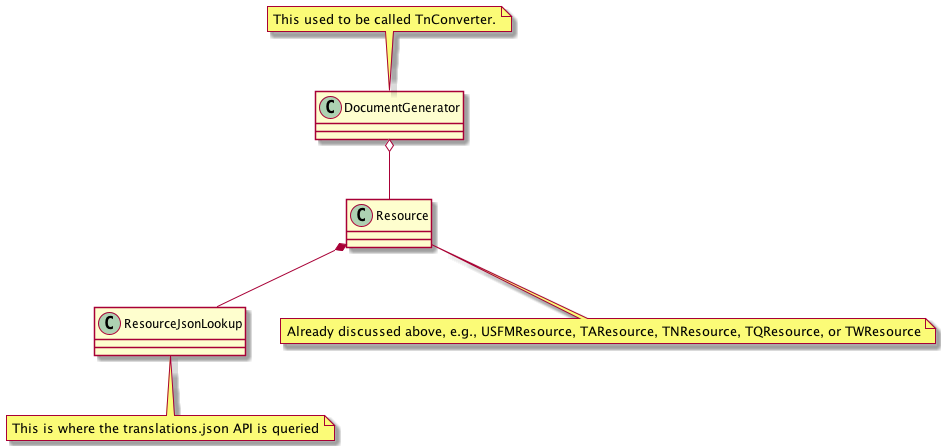 This used to be called TnConverter.
C DocumentGenerator
C Resource
C ResourceJsonLookup
Already discussed above, e.g., USFMResource, TAResource, TNResource, TQResource, or TWResource
This is where the translations.json API is queried